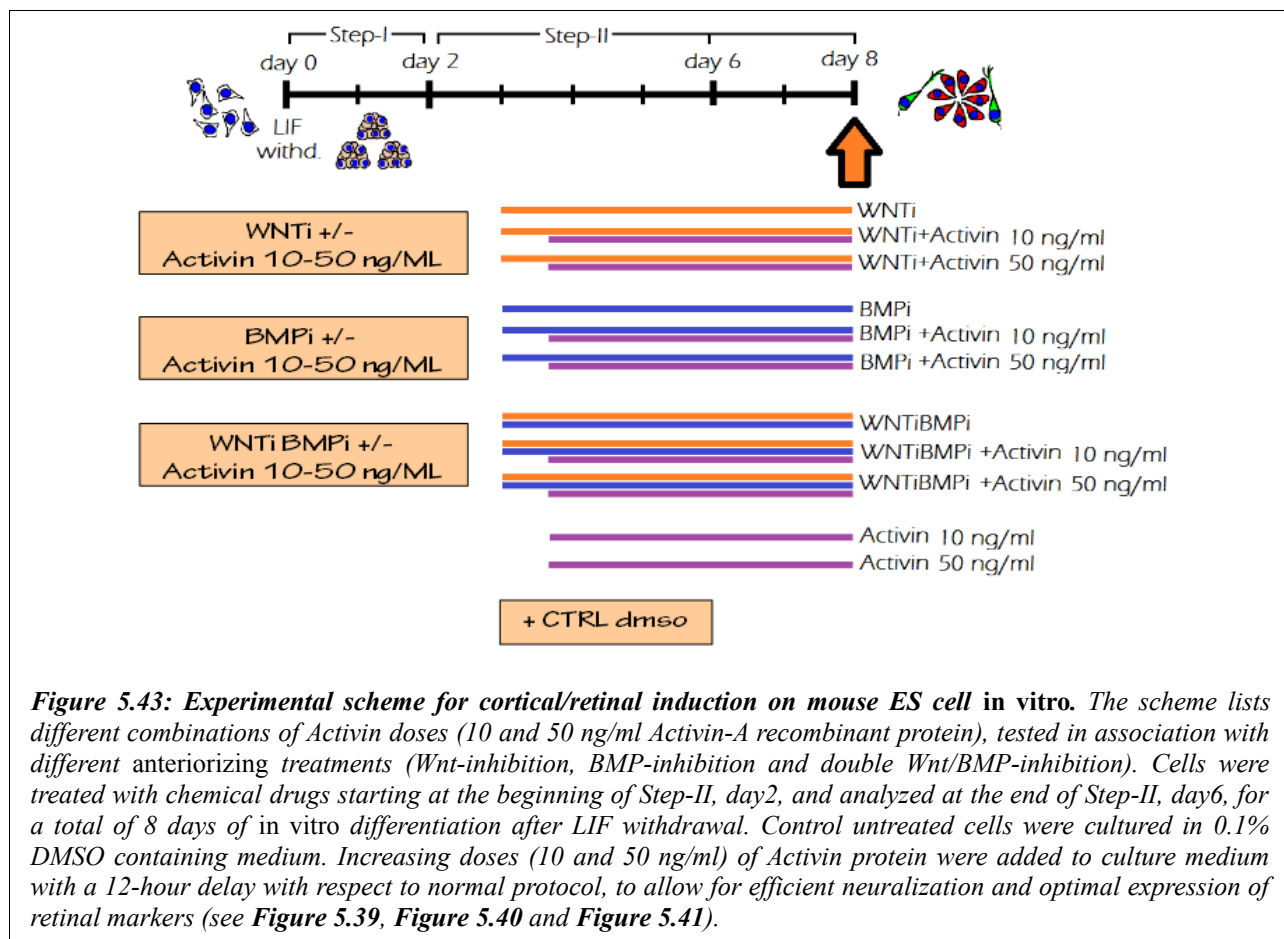 Step-I Step-II
day 0 day 2 day 6 day 8
LIF
withd.
WNTi +/-
Activin 10-50 ng/ML
WNTi
WNTi+Activin 10 ng/ml
WNTi+Activin 50 ng/ml
BMPi +/-
Activin 10-50 ng/ML
BMPi
BMPi +Activin 10 ng/ml
BMPi +Activin 50 ng/ml
WNTi BMPi +/-
Activin 10-50 ng/ML
WNTiBMPi
WNTiBMPi +Activin 10 ng/ml
WNTiBMPi +Activin 50 ng/ml
Activin 10 ng/ml
Activin 50 ng/ml
+ CTRL dmso
Figure 5.43: Experimental scheme for cortical/retinal induction on mouse ES cell in vitro. The scheme lists
different combinations of Activin doses (10 and 50 ng/ml Activin-A recombinant protein), tested in association with
different anteriorizing treatments (Wnt-inhibition, BMP-inhibition and double Wnt/BMP-inhibition). Cells were
treated with chemical drugs starting at the beginning of Step-II, day2, and analyzed at the end of Step-II, day6, for
a total of 8 days of in vitro differentiation after LIF withdrawal. Control untreated cells were cultured in 0.1%
DMSO containing medium. Increasing doses (10 and 50 ng/ml) of Activin protein were added to culture medium
with a 12-hour delay with respect to normal protocol, to allow for efficient neuralization and optimal expression of
retinal markers (see Figure 5.39, Figure 5.40 and Figure 5.41).